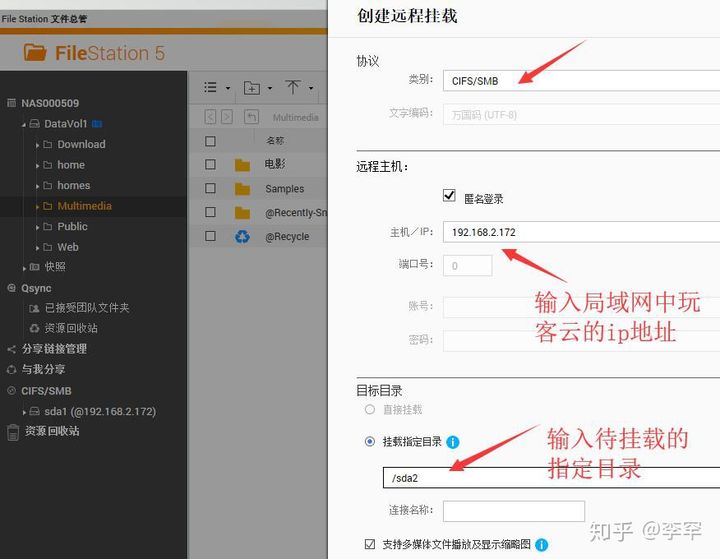 File Station 文件总管
FileStation 5
NAS000509
DataVol1
Download
home
homes
Multimedia
Public
Web
快照
Qsync
已接受团队文件夹
资源回收站
分享链接管理
与我分享
CIFS/SMB
sda1 (@192.168.2.172)
资源回收站
Multimedia
名称
电影
Samples
@Recently-Sn
@Recycle
创建远程挂载
协议
类别:
CIFS/SMB
文字编码:
万国码 (UTF-8)
远程主机:
匿名登录
主机/IP:
192.168.2.172
端口号:
0
输入局域网中玩
客云的ip地址
账号:
密码:
目标目录
直接挂载
挂载指定目录
输入待挂载的
指定目录
/sda2
连接名称:
支持多媒体文件播放及显示缩略图
知乎 @李罕